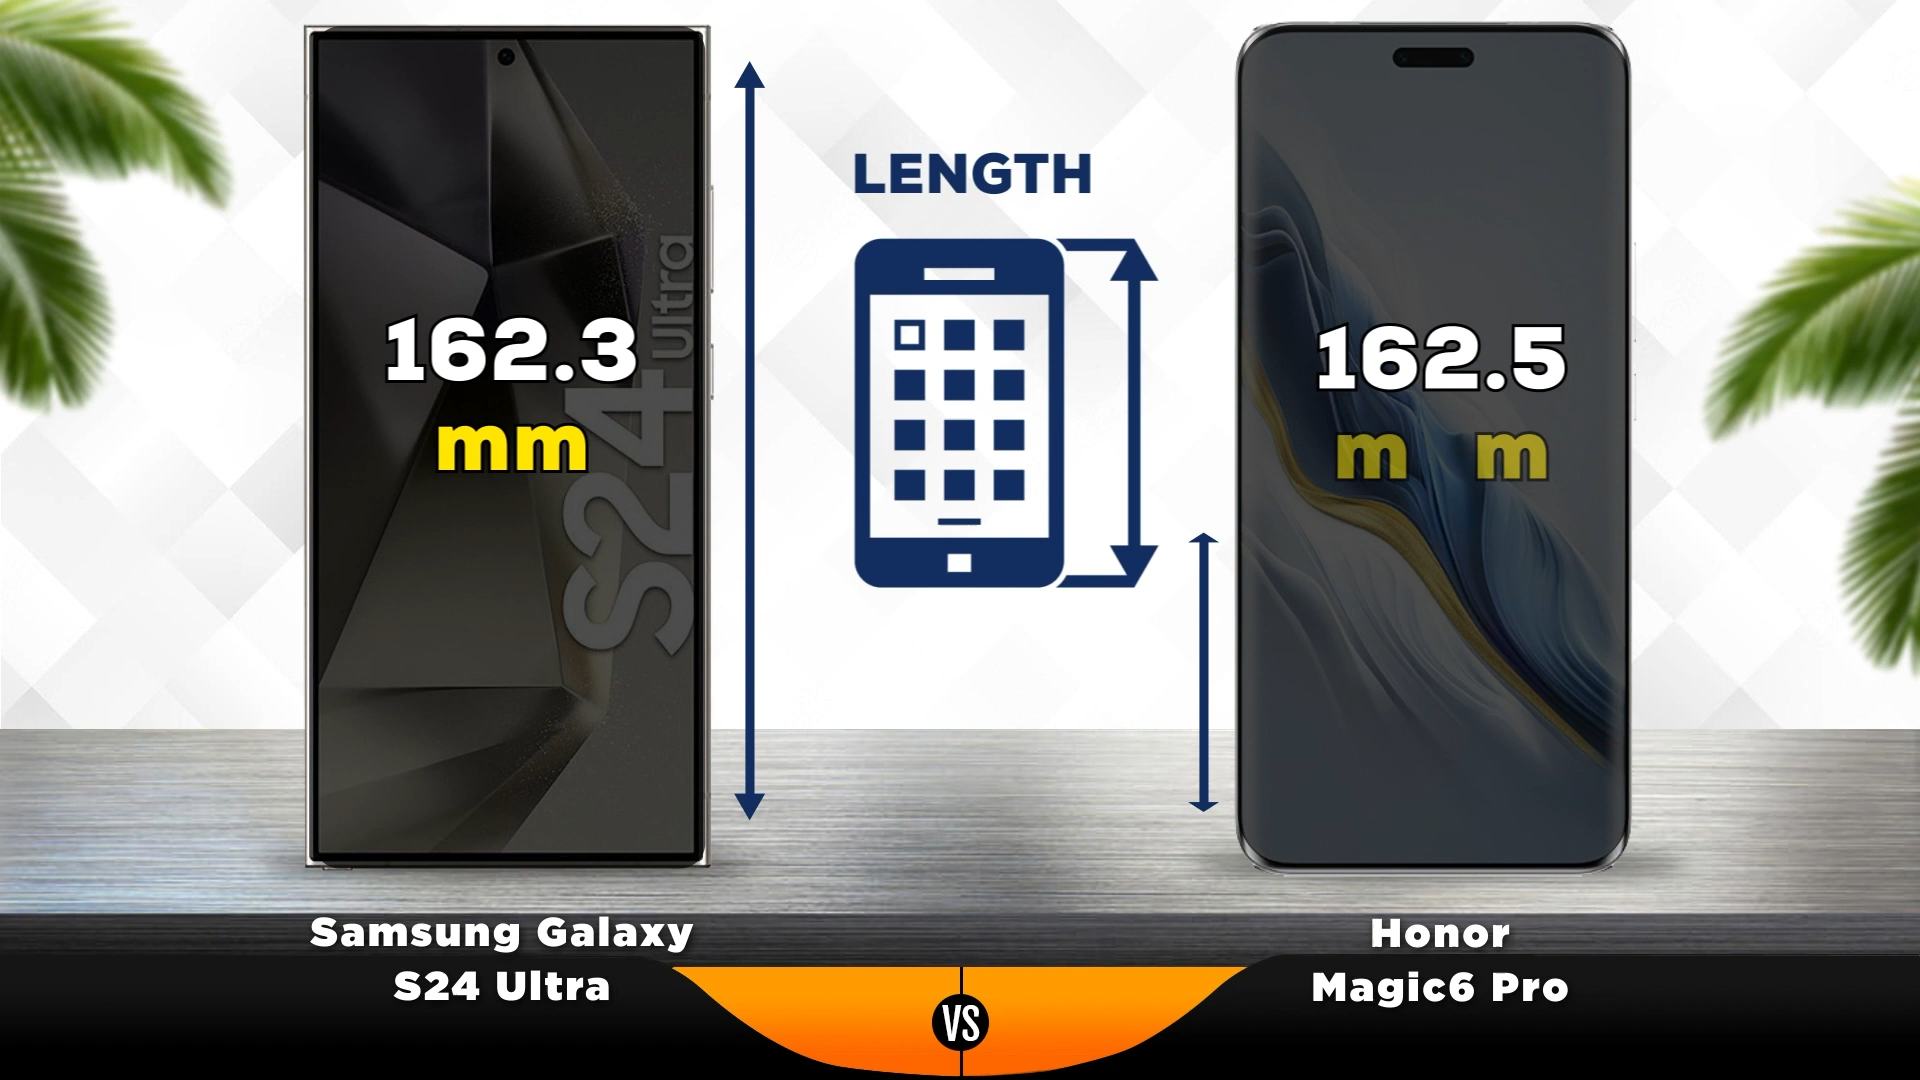 LENGTH
162.3
mm
S24 Ultra
162.5
m m
Samsung Galaxy
S24 Ultra
VS
Honor
Magic6 Pro